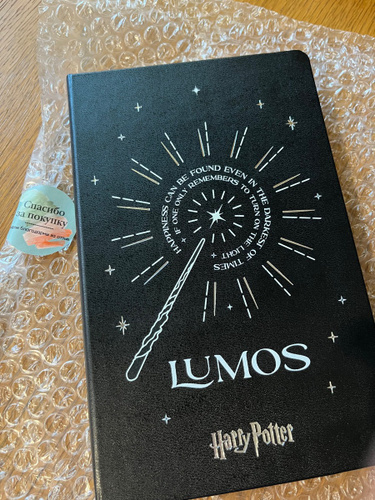 HAPPINESS CAN BE FOUND EVEN IN THE DARKEST OF TIMES
IF ONE ONLY REMEMBERS TO TURN ON THE LIGHT
LUMOS
Harry Potter
Спасибо
за покупку